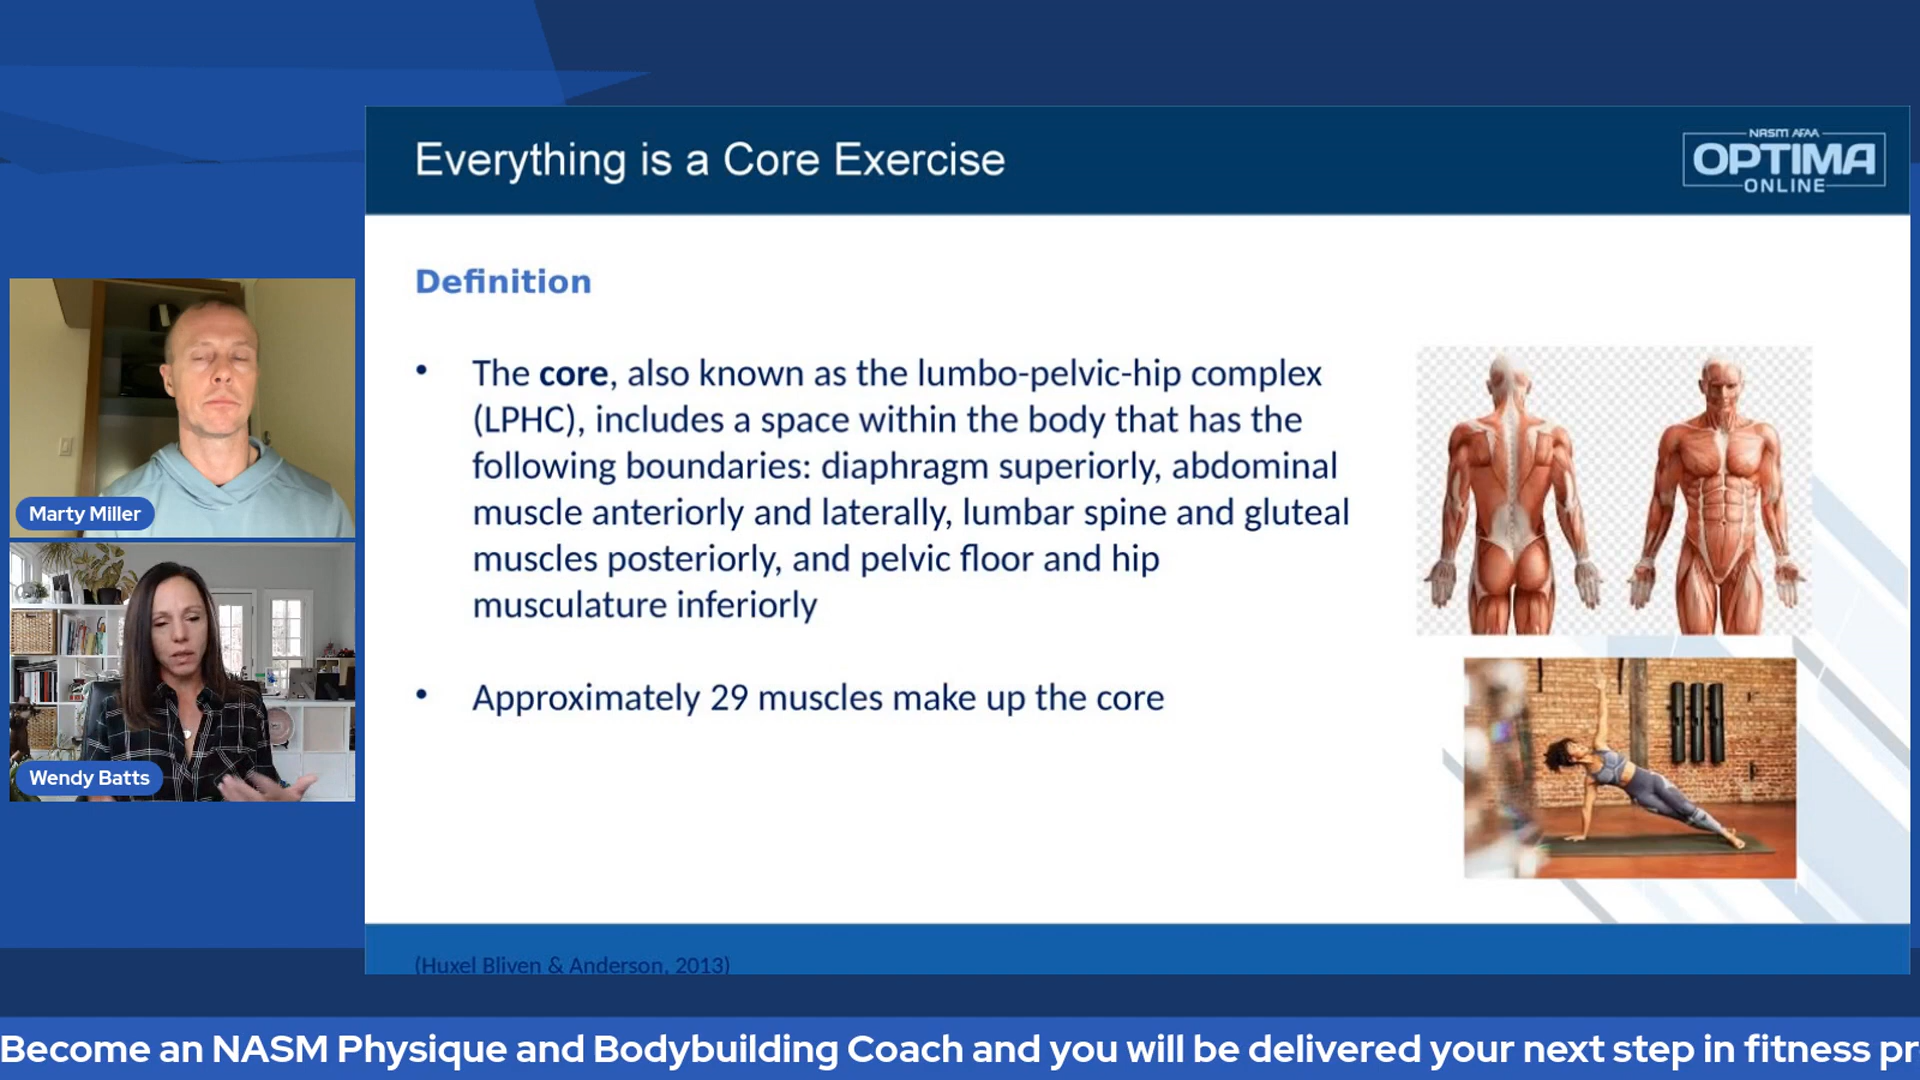 Everything is a Core Exercise
NASM AFAA
OPTIMA
ONLINE
Definition
• The core, also known as the lumbo-pelvic-hip complex
(LPHC), includes a space within the body that has the
following boundaries: diaphragm superiorly, abdominal
muscle anteriorly and laterally, lumbar spine and gluteal
muscles posteriorly, and pelvic floor and hip
musculature inferiorly
• Approximately 29 muscles make up the core
Marty Miller
Wendy Batts
(Huxel Bliven & Anderson, 2013)
Become an NASM Physique and Bodybuilding Coach and you will be delivered your next step in fitness pr